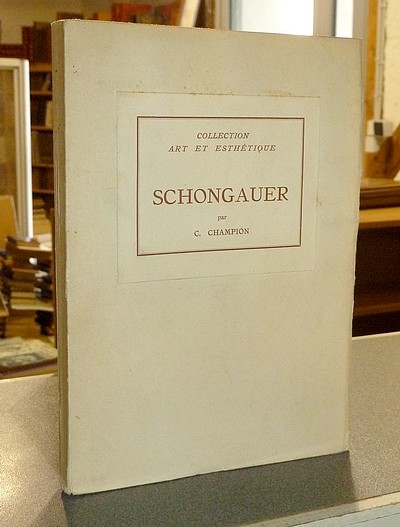 COLLECTION
ART ET ESTHÉTIQUE
SCHONGAUER
par
C. CHAMPION